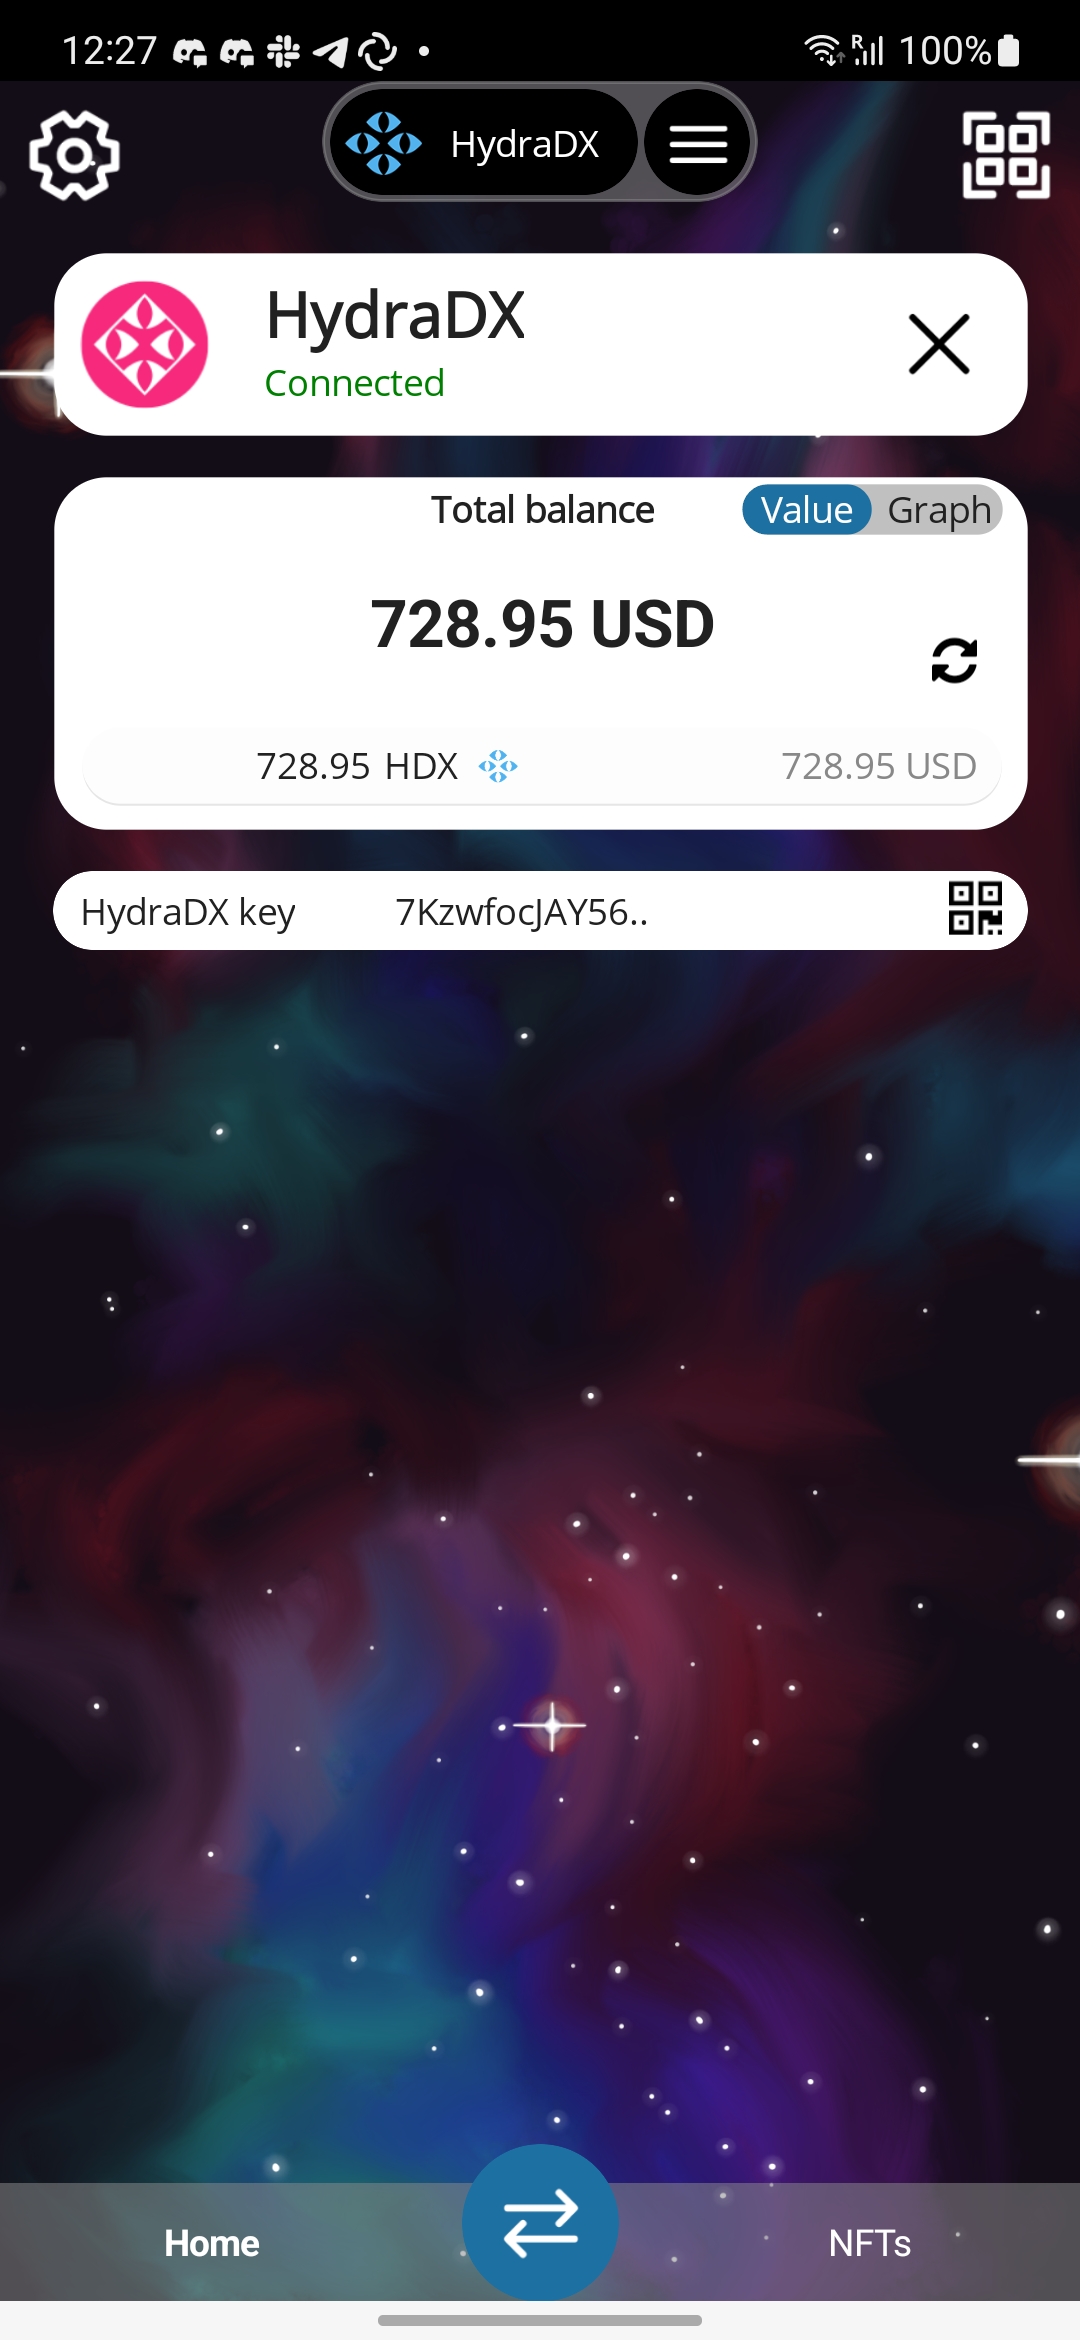 12:27
R 100%
HydraDX
HydraDX
Connected
Total balance Value Graph
728.95 USD
728.95 HDX 728.95 USD
HydraDX key 7KzwfocJAY56..
Home NFTs